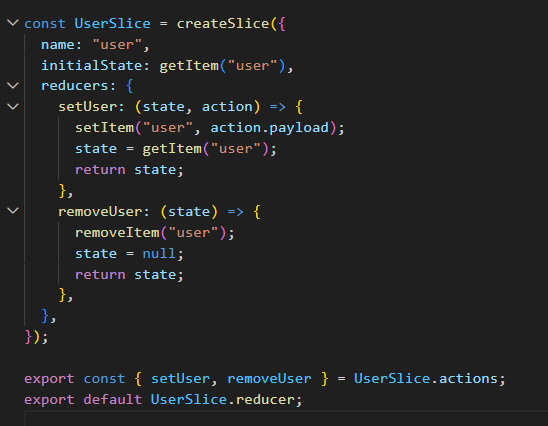 const UserSlice = createSlice({
  name: "user",
  initialState: getItem("user"),
  reducers: {
    setUser: (state, action) => {
      setItem("user", action.payload);
      state = getItem("user");
      return state;
    },
    removeUser: (state) => {
      removeItem("user");
      state = null;
      return state;
    },
  },
});

export const { setUser, removeUser } = UserSlice.actions;
export default UserSlice.reducer;